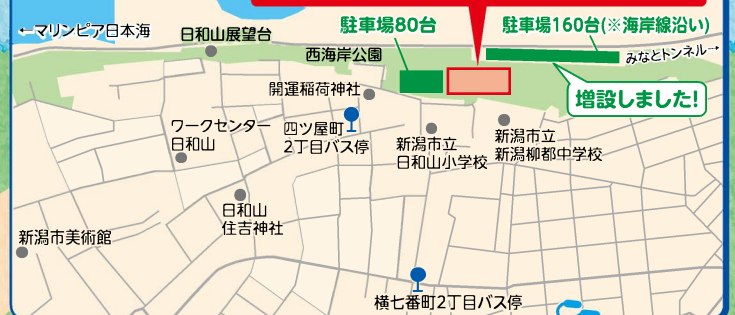 ←マリンピア日本海
日和山展望台
駐車場80台
駐車場160台(※海岸線沿い)
西海岸公園
みなとトンネル→
開運稲荷神社
増設しました!
ワークセンター
日和山
四ツ屋町
2丁目バス停
新潟市立
日和山小学校
新潟市立
新潟柳都中学校
日和山
住吉神社
新潟市美術館
横七番町2丁目バス停